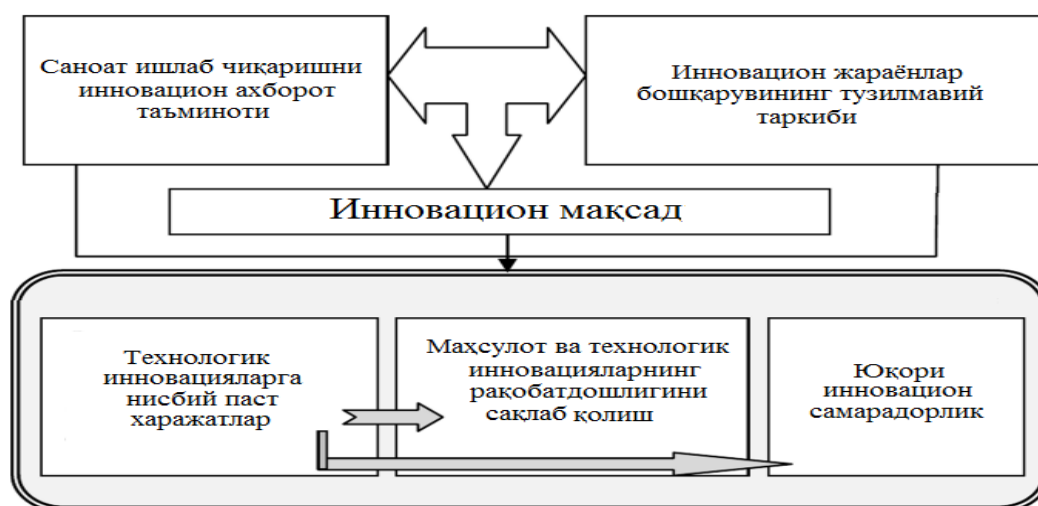 Саноат ишлаб чиқаришни
инновацион ахборот
таъминоти
Инновацион жараёнлар
бошқарувининг тузилмавий
таркиби
Инновацион мақсад
Технологик
инновацияларга
нисбий паст
харажатлар
Маҳсулот ва технологик
инновацияларнинг
рақобатдошлигини
сақлаб қолиш
Юқори
инновацион
самарадорлик